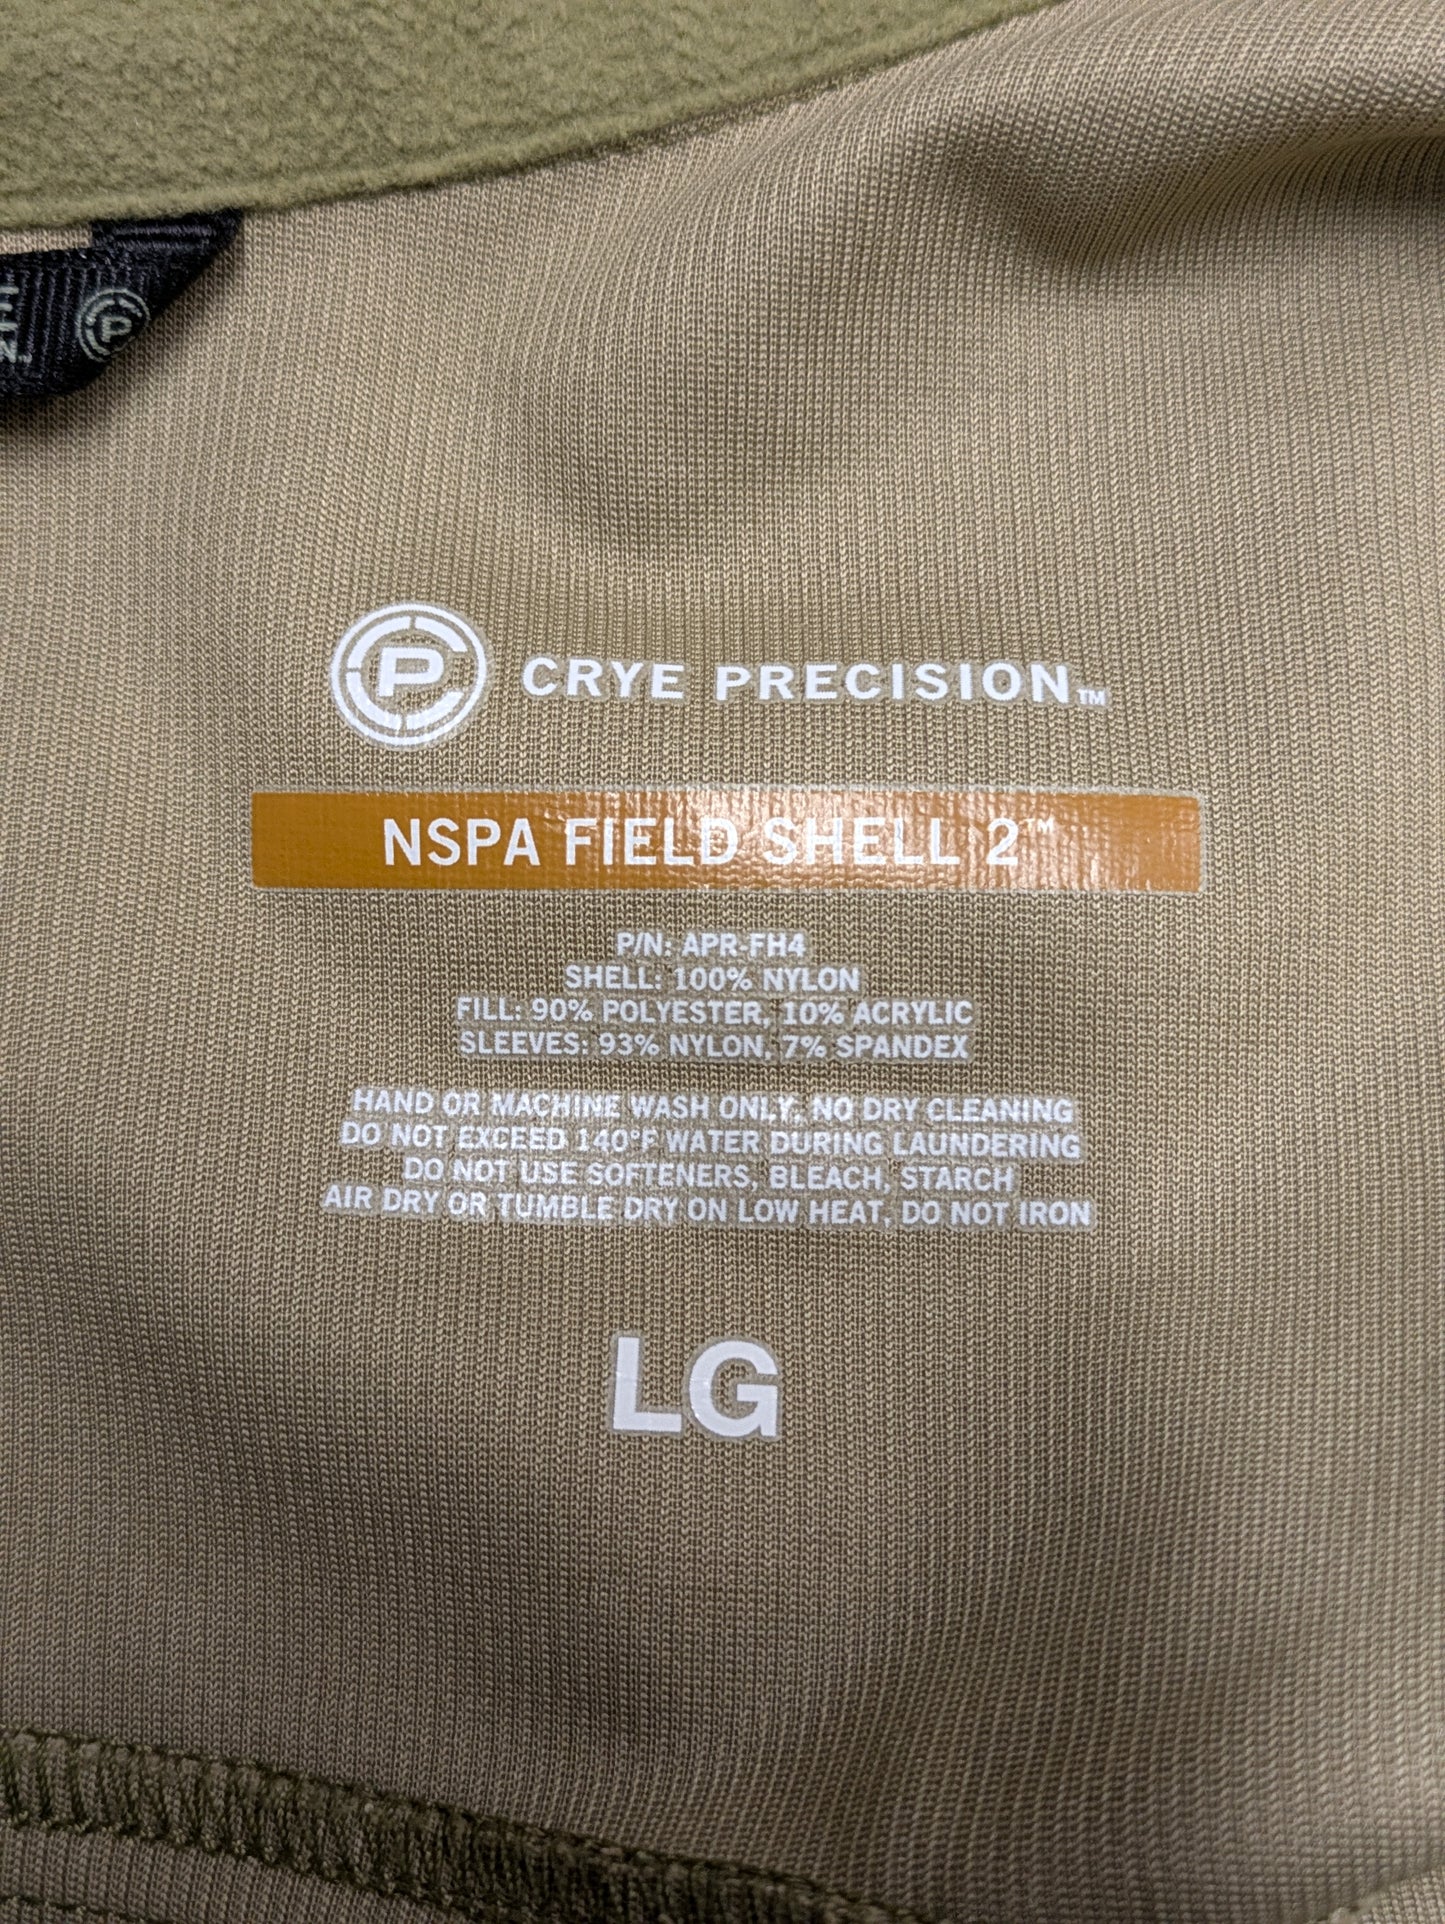 CRYE PRECISION™
NSPA FIELD SHELL 2™
P/N: APR-FH4
SHELL: 100% NYLON
FILL: 90% POLYESTER, 10% ACRYLIC
SLEEVES: 93% NYLON, 7% SPANDEX
HAND OR MACHINE WASH ONLY, NO DRY CLEANING
DO NOT EXCEED 140°F WATER DURING LAUNDERING
DO NOT USE SOFTENERS, BLEACH, STARCH
AIR DRY OR TUMBLE DRY ON LOW HEAT, DO NOT IRON
LG